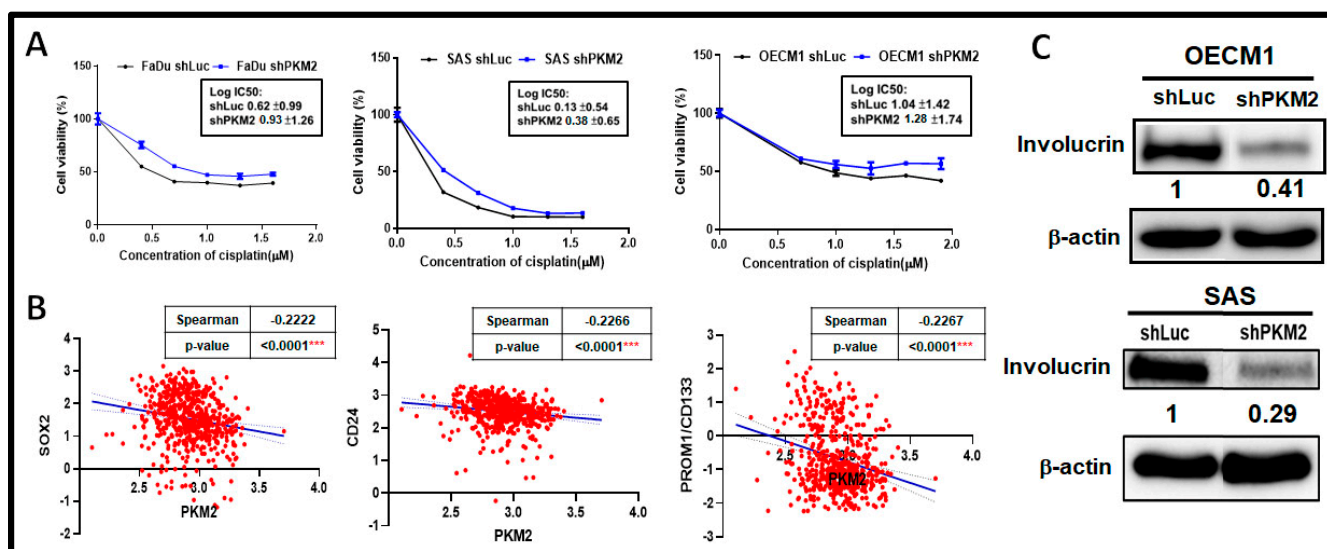 A
FaDu shLuc FaDu shPKM2
Log IC50:
shLuc 0.62 ±0.99
shPKM2 0.93 ±1.26
Cell viability (%)
150
100
50
0
0.0 0.5 1.0 1.5 2.0
Concentration of cisplatin(μM)
SAS shLuc SAS shPKM2
Log IC50:
shLuc 0.13 ±0.54
shPKM2 0.38 ±0.65
Cell viability (%)
150
100
50
0
0.0 0.5 1.0 1.5 2.0
Concentration of cisplatin(μM)
OECM1 shLuc OECM1 shPKM2
Log IC50:
shLuc 1.04 ±1.42
shPKM2 1.28 ±1.74
Cell viability (%)
150
100
50
0
0.0 0.5 1.0 1.5 2.0
Concentration of cisplatin(μM)
B
Spearman -0.2222
p-value <0.0001***
SOX2
4
3
2
1
0
-1
-2
2.5 3.0 3.5 4.0
PKM2
Spearman -0.2266
p-value <0.0001***
CD24
5
4
3
2
1
0
-1
2.5 3.0 3.5 4.0
PKM2
Spearman -0.2267
p-value <0.0001***
PROM1/CD133
3
2
1
0
-1
-2
-3
2.5 3.0 3.5 4.0
PKM2
C
OECM1
shLuc shPKM2
Involucrin
1 0.41
β-actin
SAS
shLuc shPKM2
Involucrin
1 0.29
β-actin